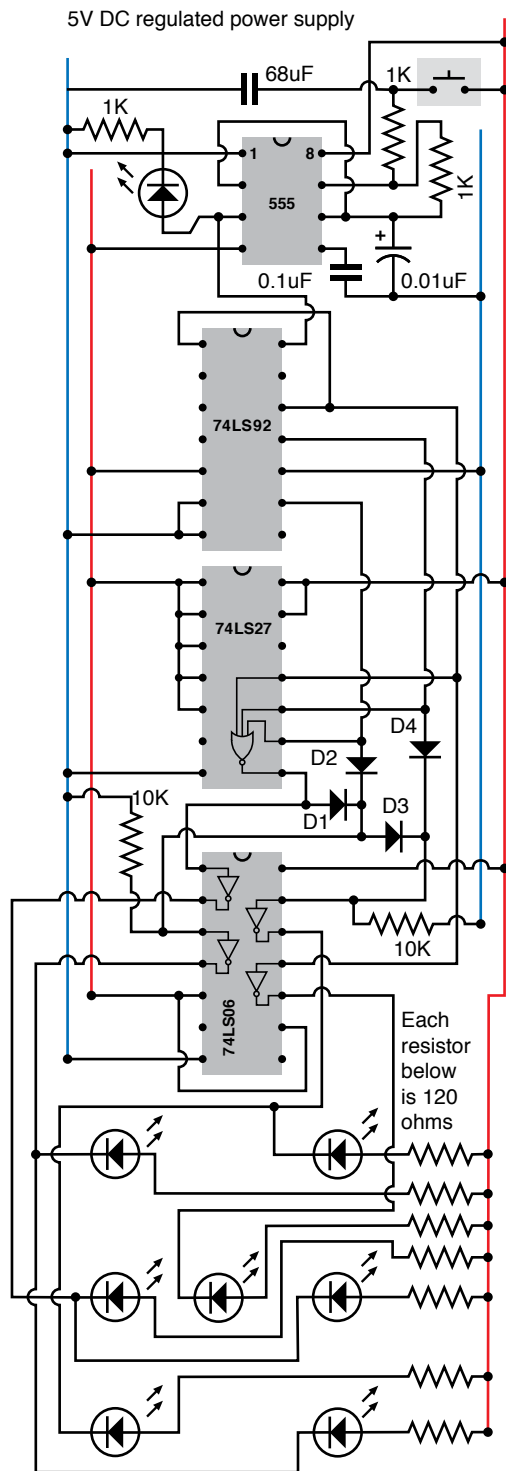 5V DC regulated power supply
68uF
1K
1K
1
8
555
1K
0.1uF
+
0.01uF
74LS92
74LS27
D4
D2
D1
D3
10K
10K
74LS06
Each
resistor
below
is 120
ohms